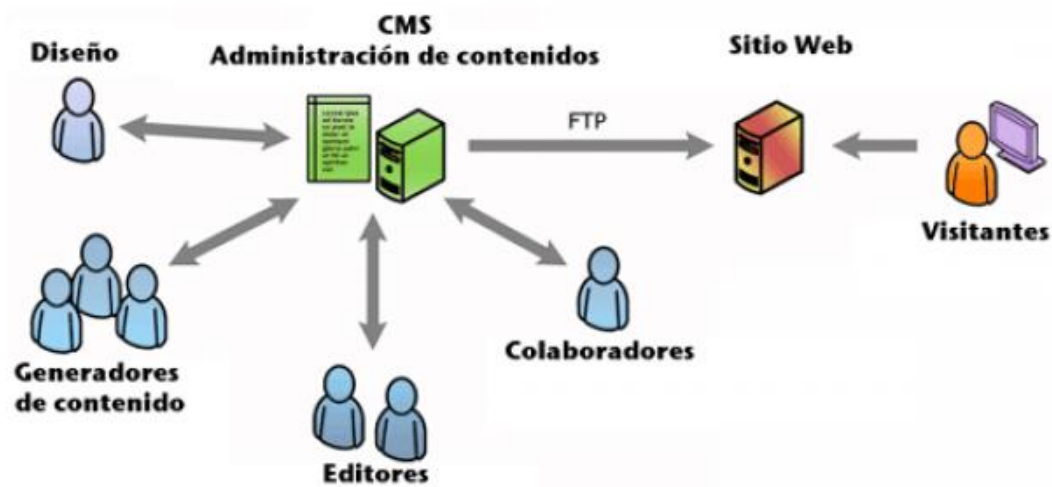 CMS
Administración de contenidos
Diseño
Sitio Web
FTP
Visitantes
Colaboradores
Generadores
de contenido
Editores